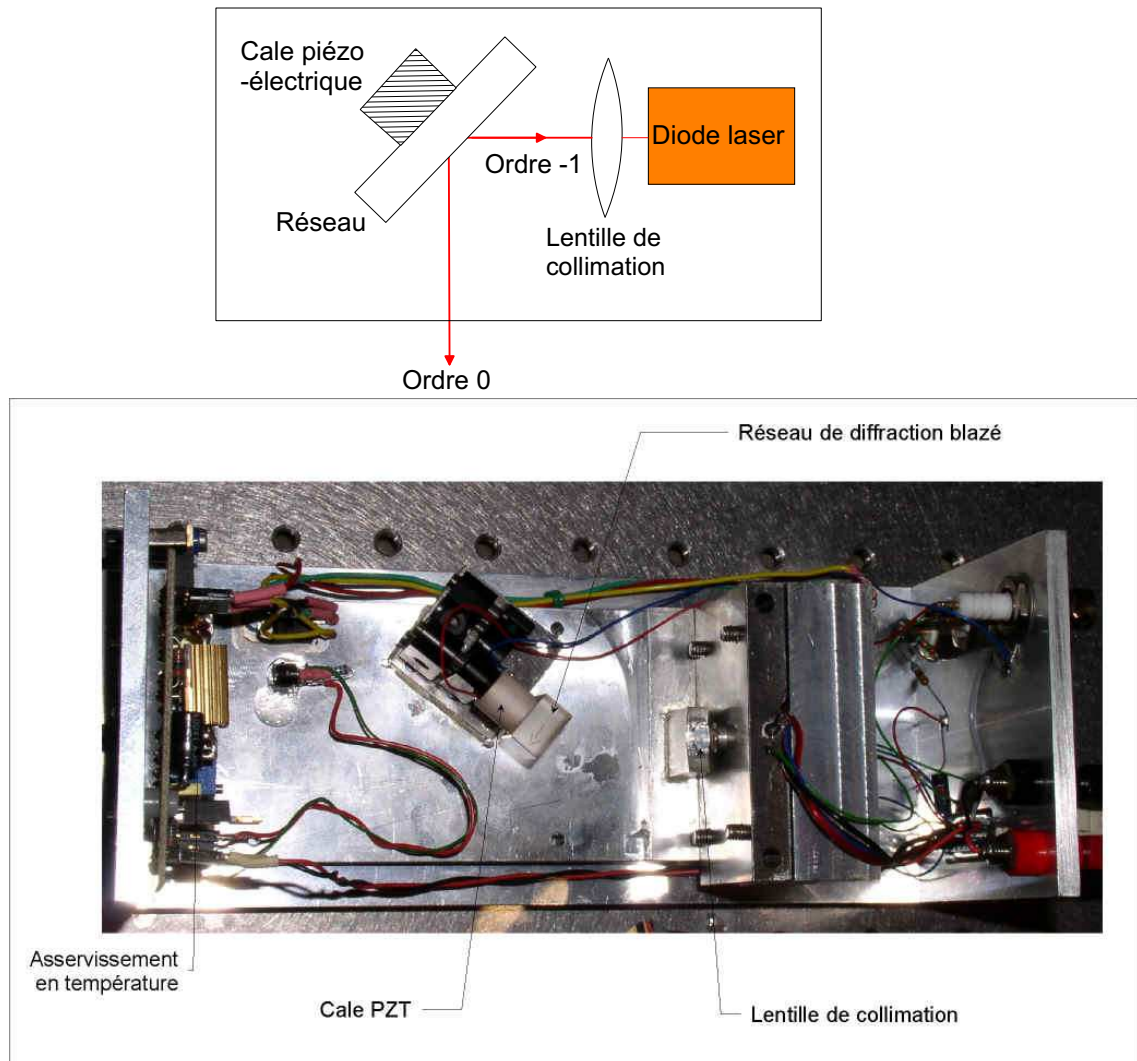 Cale piézo
-électrique
Diode laser
Ordre -1
Réseau
Lentille de
collimation
Ordre 0
Réseau de diffraction blazé
Asservissement
en température
Cale PZT
Lentille de collimation